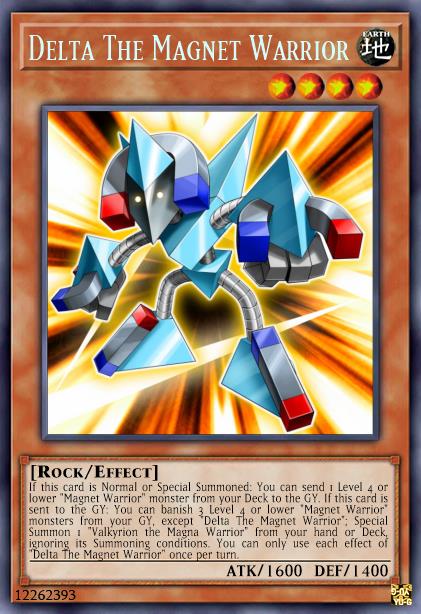 Delta The Magnet Warrior
EARTH
地
[Rock/Effect]
If this card is Normal or Special Summoned: You can send 1 Level 4 or
lower "Magnet Warrior" monster from your Deck to the GY. If this card is
sent to the GY: You can banish 3 Level 4 or lower "Magnet Warrior"
monsters from your GY, except "Delta The Magnet Warrior"; Special
Summon 1 "Valkyrion the Magna Warrior" from your hand or Deck,
ignoring its Summoning conditions. You can only use each effect of
"Delta The Magnet Warrior" once per turn.
ATK/1600 DEF/1400
12262393